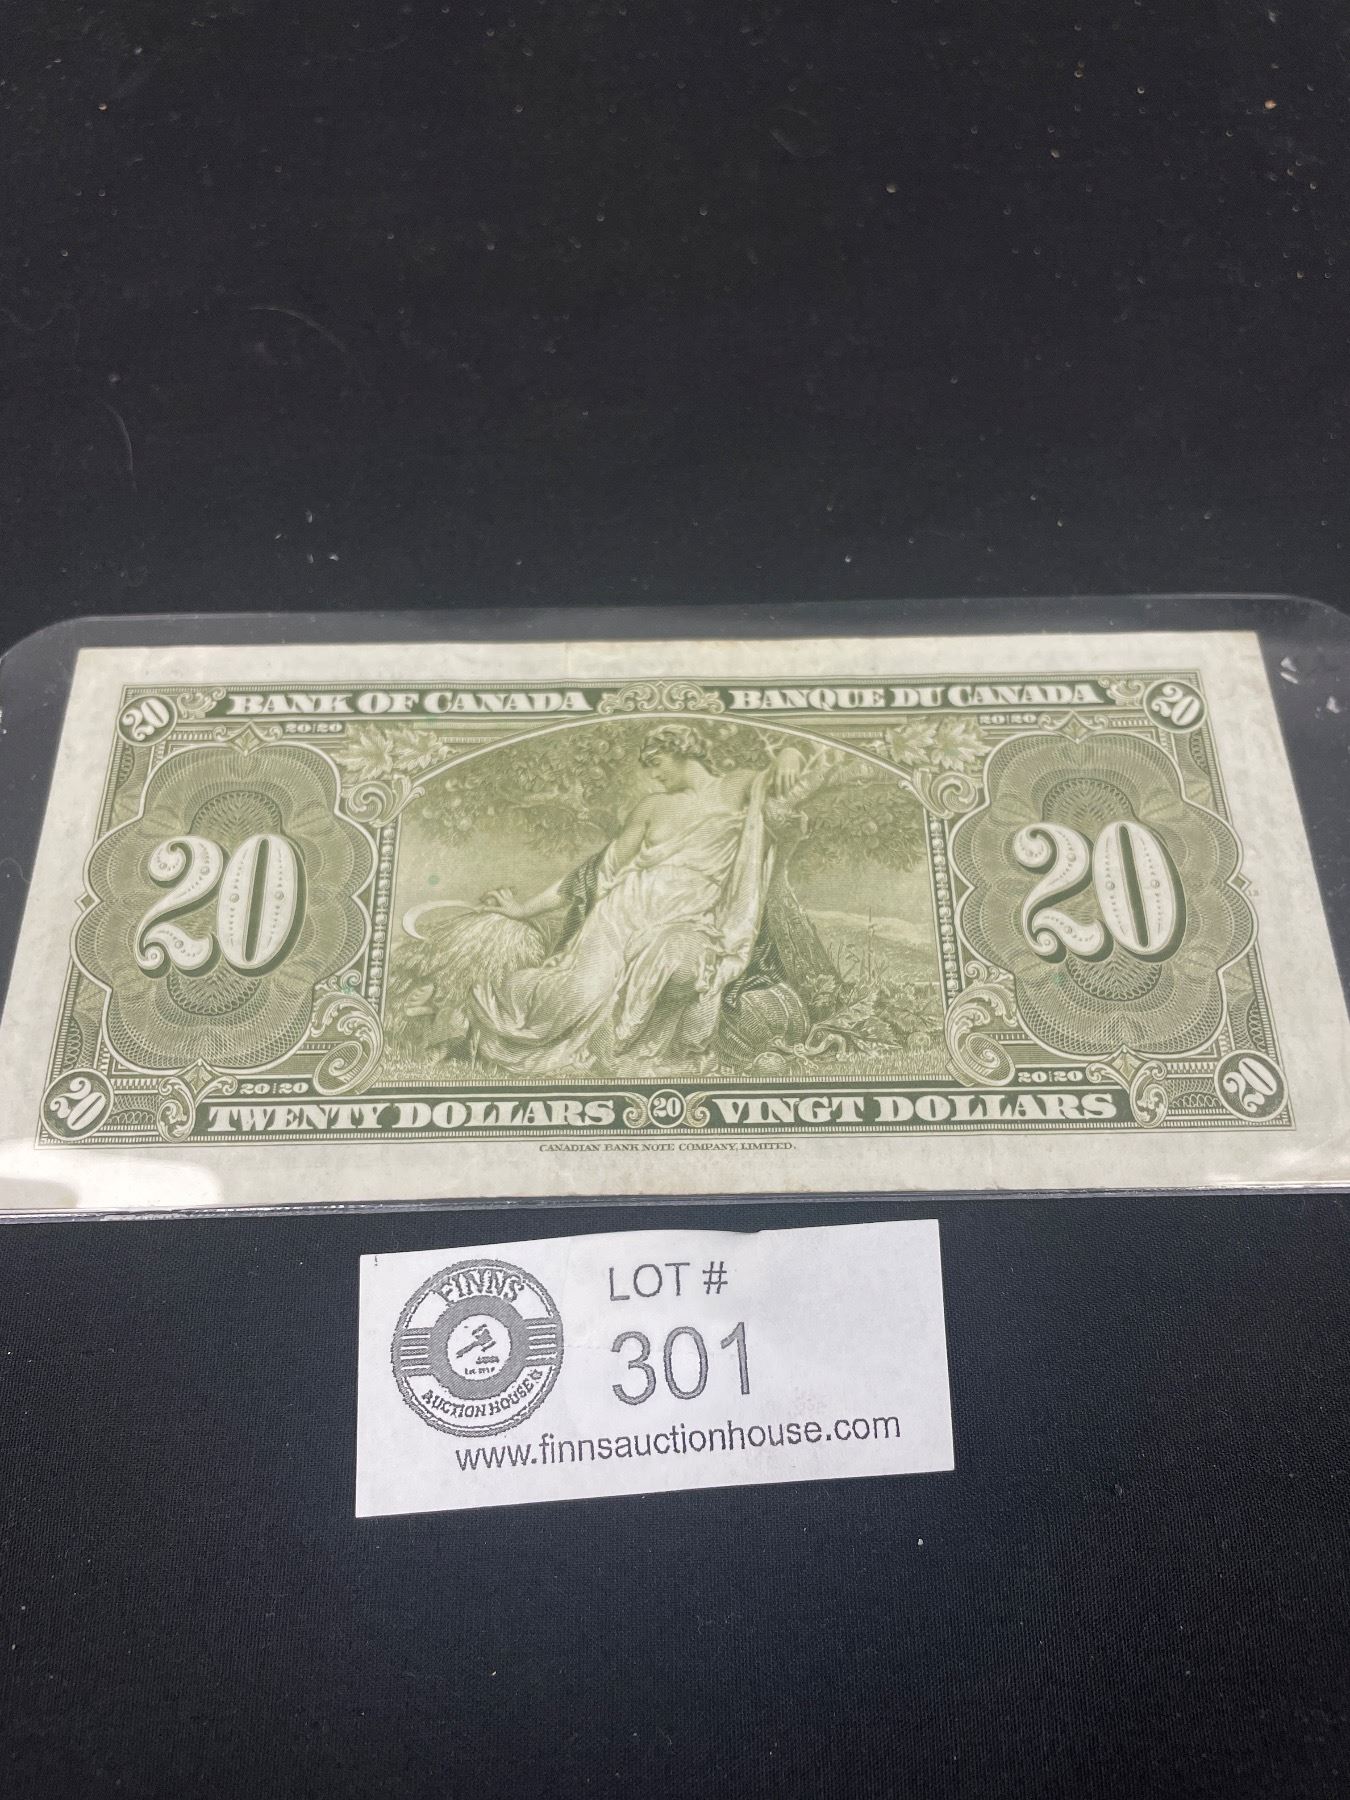 20 BANK OF CANADA BANQUE DU CANADA 20
20 20 20 20
20 20
20 20 20 20
20 TWENTY DOLLARS 20 VINGT DOLLARS 20
CANADIAN BANK NOTE COMPANY, LIMITED.
FINNS
AUCTION HOUSE
LOT #
301
www.finnsauctionhouse.com